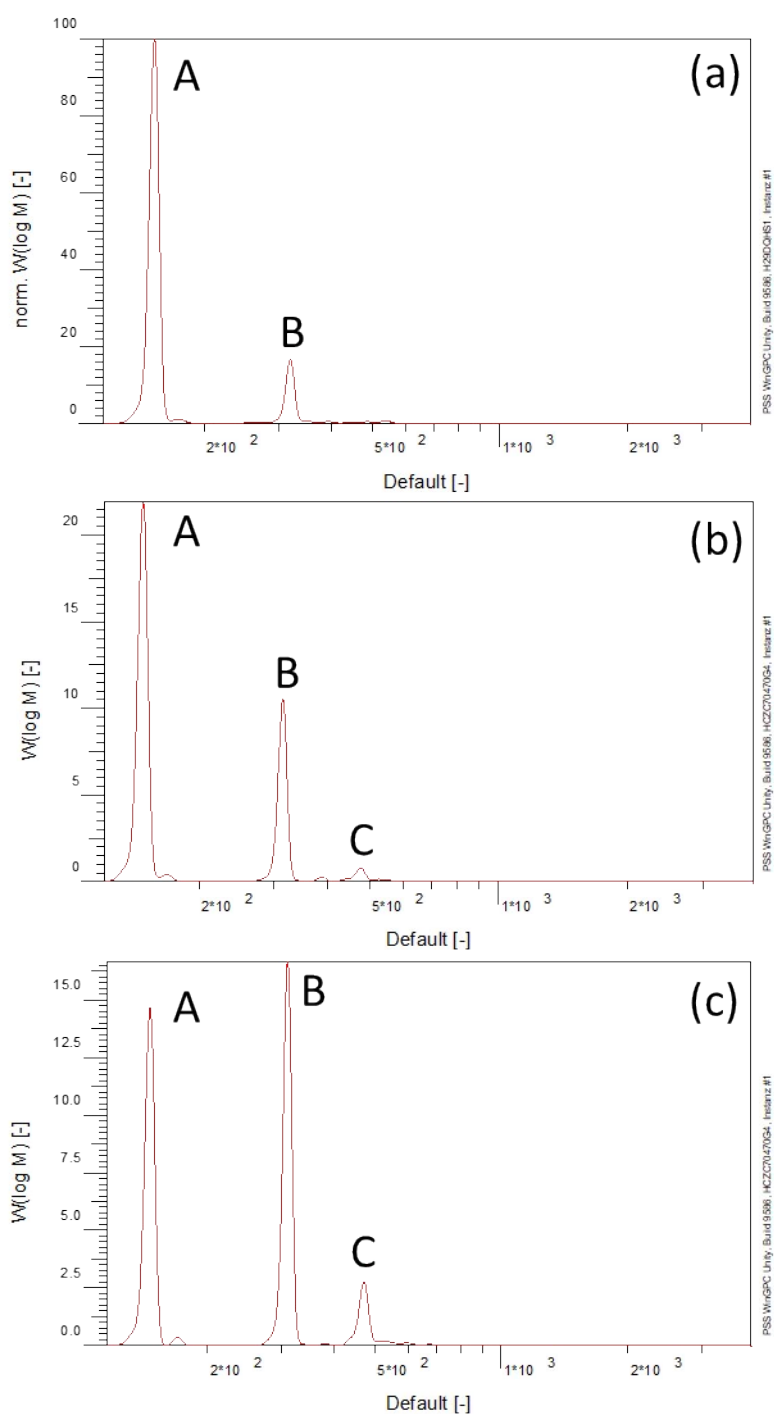 100
80
60
40
20
0
norm. W(log M ) [-]
A
B
(a)
2*10 2
5*10 2
1*10 3
2*10 3
Default [-]
PSS WinGPC Unity, Build 9586, H29DQHS1, Instanz #1
20
15
10
5
0
W(log M ) [-]
A
B
C
(b)
2*10 2
5*10 2
1*10 3
2*10 3
Default [-]
PSS WinGPC Unity, Build 9586, HCZC70470G4, Instanz #1
15.0
12.5
10.0
7.5
5.0
2.5
0.0
W(log M ) [-]
A
B
C
(c)
2*10 2
5*10 2
1*10 3
2*10 3
Default [-]
PSS WinGPC Unity, Build 9586, HCZC70470G4, Instanz #1